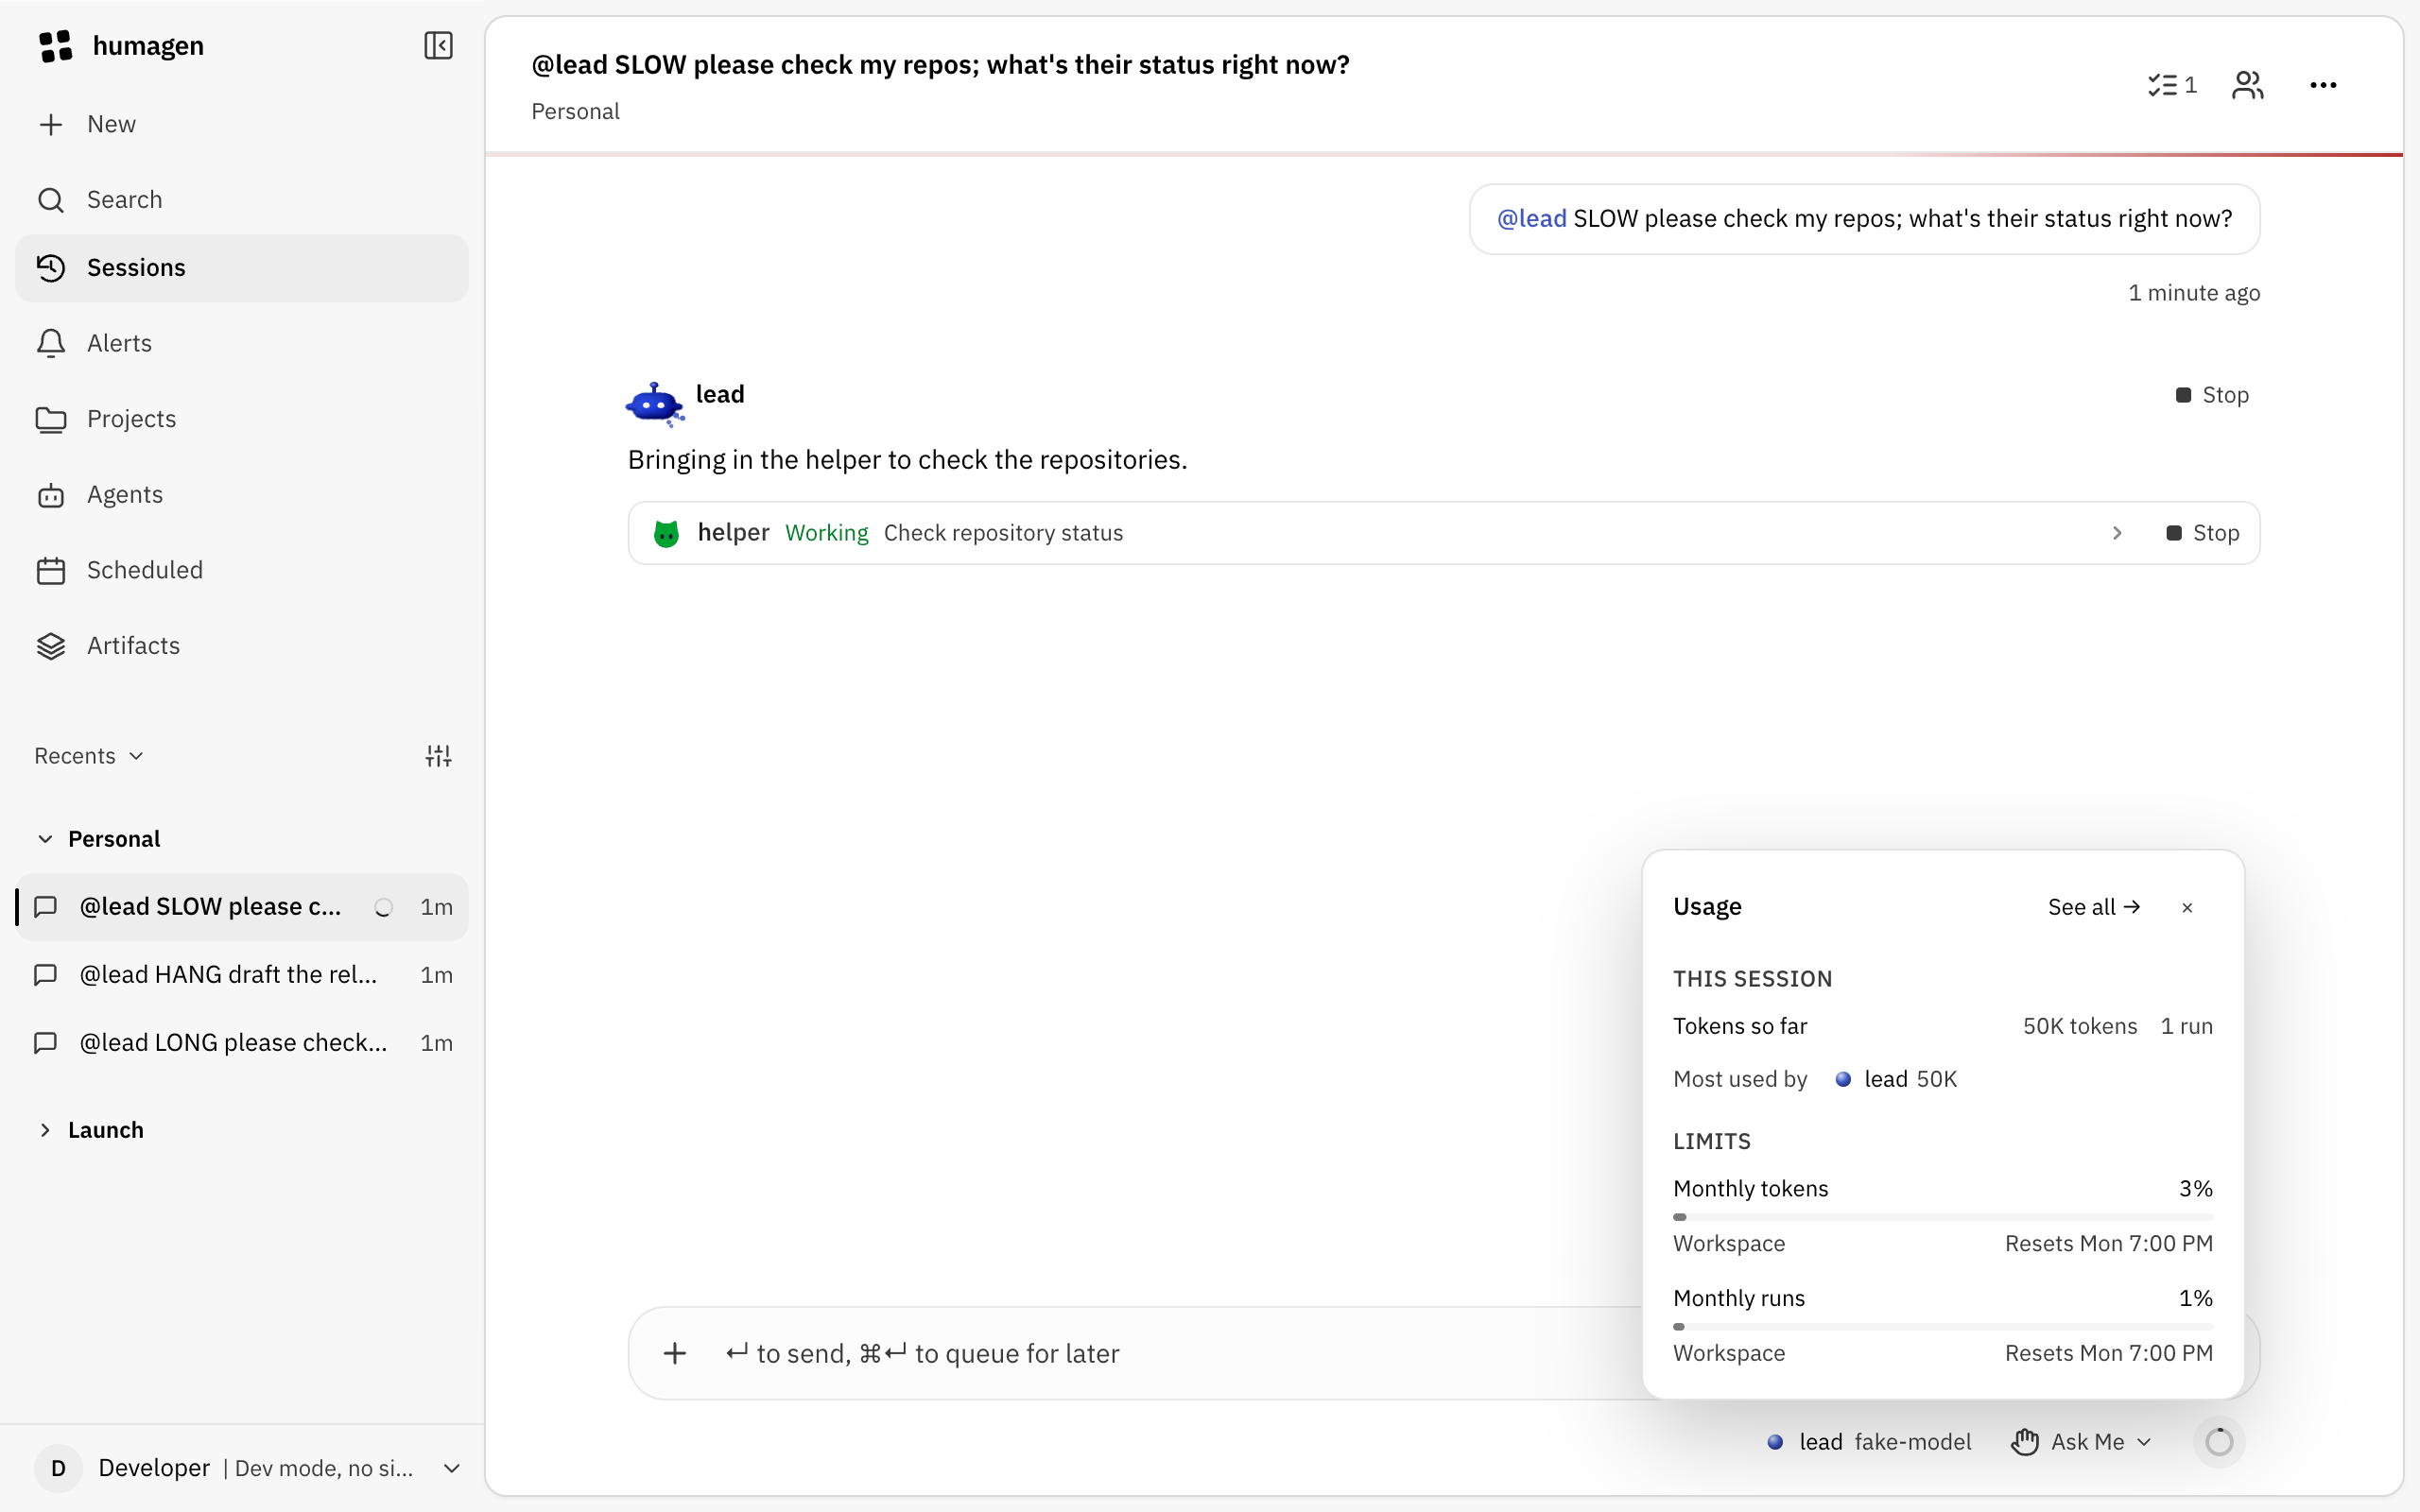 humagen
New
Search
Sessions
Alerts
Projects
Agents
Scheduled
Artifacts
Recents
Personal
@lead SLOW please c... 1m
@lead HANG draft the rel... 1m
@lead LONG please check... 1m
Launch
D Developer | Dev mode, no si...
@lead SLOW please check my repos; what's their status right now?
Personal
1
@lead SLOW please check my repos; what's their status right now?
1 minute ago
lead Stop
Bringing in the helper to check the repositories.
helper Working Check repository status Stop
Usage See all → ×
THIS SESSION
Tokens so far 50K tokens 1 run
Most used by lead 50K
LIMITS
Monthly tokens 3%
Workspace Resets Mon 7:00 PM
Monthly runs 1%
Workspace Resets Mon 7:00 PM
↵ to send, ⌘↵ to queue for later
lead fake-model Ask Me